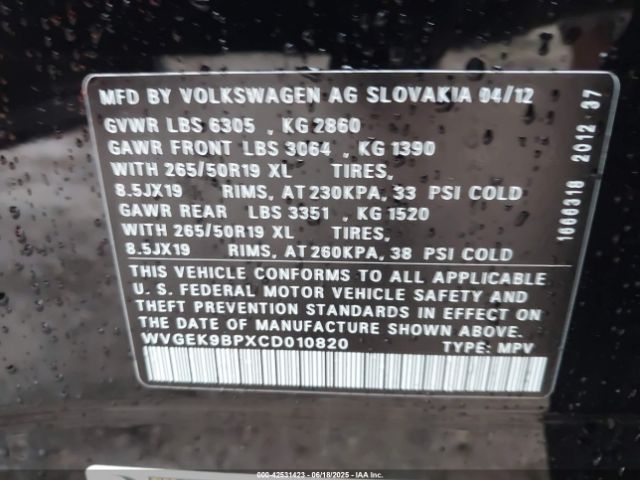 MFD BY VOLKSWAGEN AG SLOVAKIA 04/12
GVWR LBS 6305 , KG 2860
GAWR FRONT LBS 3064 , KG 1390
WITH 265/50R19 XL TIRES,
8.5JX19 RIMS, AT 230KPA, 33 PSI COLD
GAWR REAR LBS 3351 , KG 1520
WITH 265/50R19 XL TIRES,
8.5JX19 RIMS, AT 260KPA, 38 PSI COLD
1666318 2012 37
THIS VEHICLE CONFORMS TO ALL APPLICABLE
U. S. FEDERAL MOTOR VEHICLE SAFETY AND
THEFT PREVENTION STANDARDS IN EFFECT ON
THE DATE OF MANUFACTURE SHOWN ABOVE.
WVGEK9BPXCD010820 TYPE: MPV
000-42531423 - 06/18/2025 - IAA Inc.